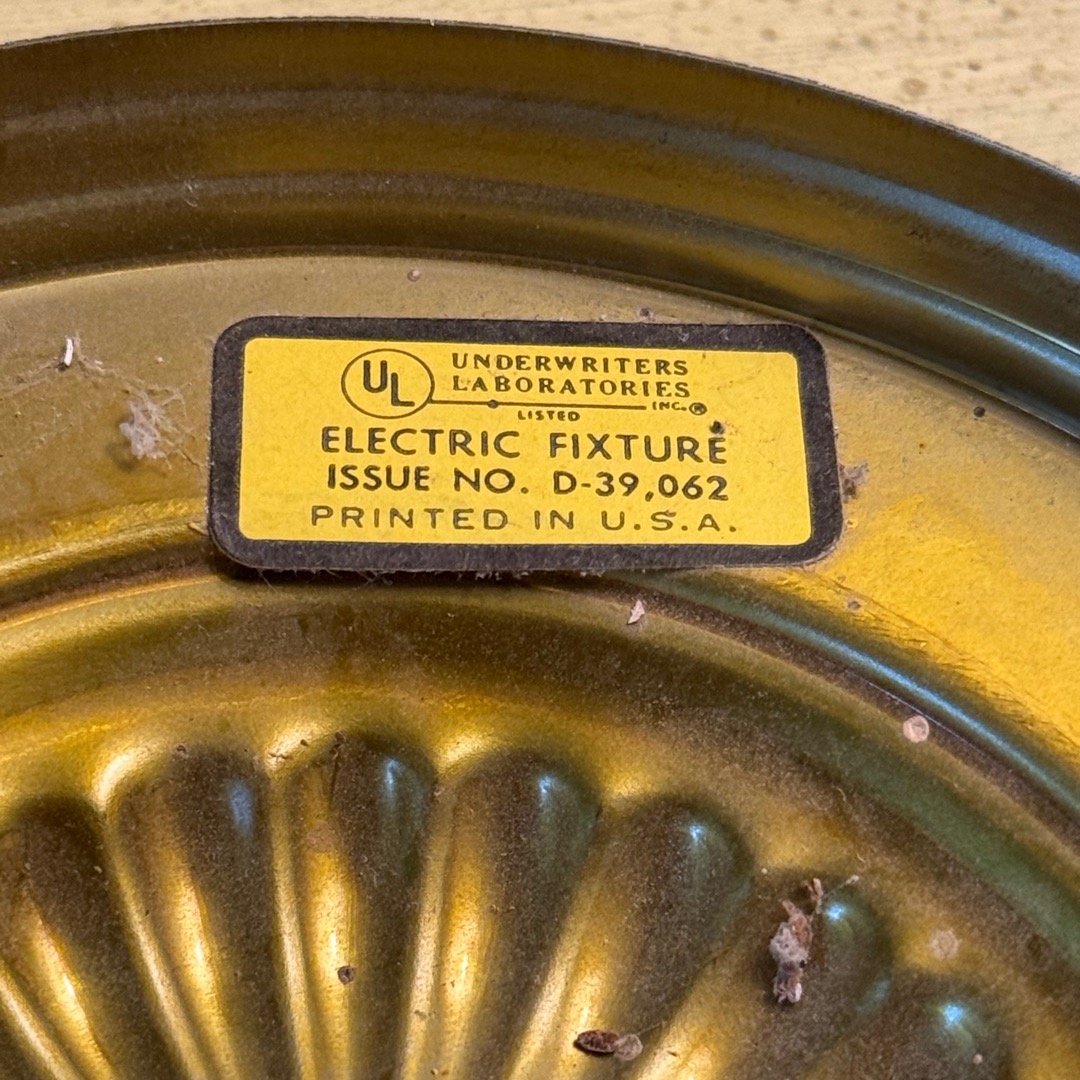 UL UNDERWRITERS
LABORATORIES
INC.®
LISTED
ELECTRIC FIXTURE
ISSUE NO. D-39,062
PRINTED IN U.S.A.